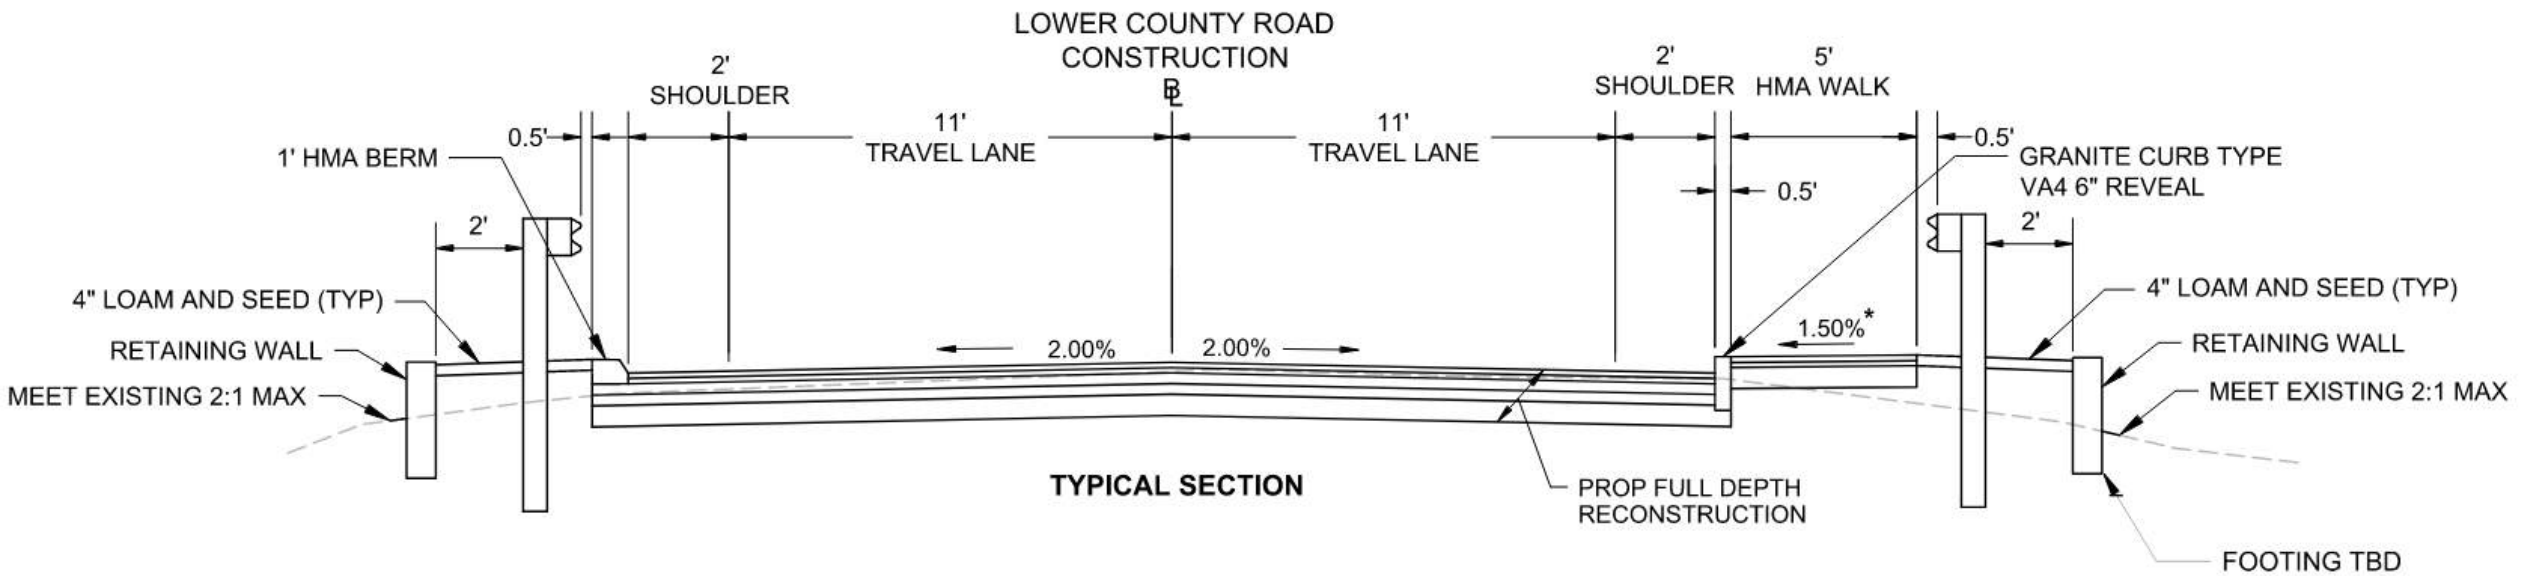 LOWER COUNTY ROAD
CONSTRUCTION
BL
2'
SHOULDER
2'
SHOULDER
5'
HMA WALK
0.5'
11'
TRAVEL LANE
11'
TRAVEL LANE
0.5'
1' HMA BERM
GRANITE CURB TYPE
VA4 6" REVEAL
0.5'
2'
2'
4" LOAM AND SEED (TYP)
4" LOAM AND SEED (TYP)
RETAINING WALL
2.00%
2.00%
1.50%*
RETAINING WALL
MEET EXISTING 2:1 MAX
MEET EXISTING 2:1 MAX
TYPICAL SECTION
PROP FULL DEPTH
RECONSTRUCTION
FOOTING TBD